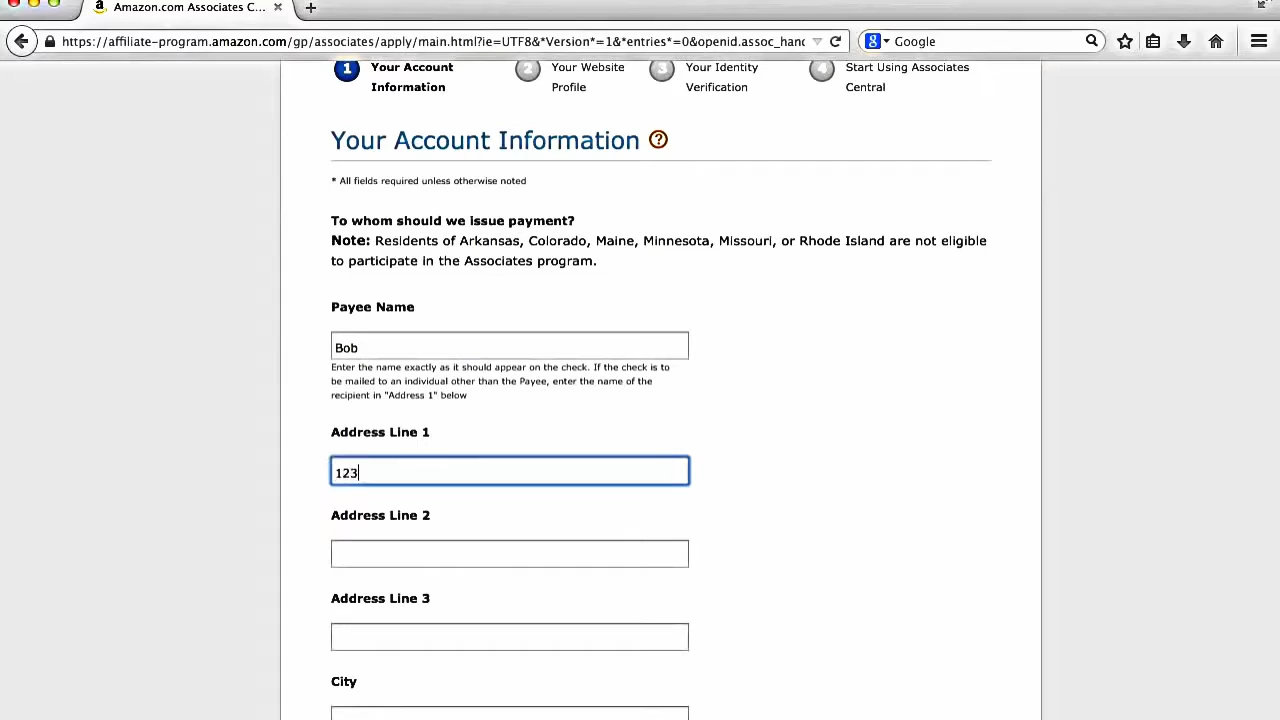 Amazon.com Associates C...
https://affiliate-program.amazon.com/gp/associates/apply/main.html?ie=UTF8&*Version*=1&*entries*=0&openid.assoc_hanc
Google
1 Your Account Information
2 Your Website Profile
3 Your Identity Verification
4 Start Using Associates Central
Your Account Information ?
* All fields required unless otherwise noted
To whom should we issue payment?
Note: Residents of Arkansas, Colorado, Maine, Minnesota, Missouri, or Rhode Island are not eligible
to participate in the Associates program.
Payee Name
Bob
Enter the name exactly as it should appear on the check. If the check is to
be mailed to an individual other than the Payee, enter the name of the
recipient in "Address 1" below
Address Line 1
123
Address Line 2
Address Line 3
City